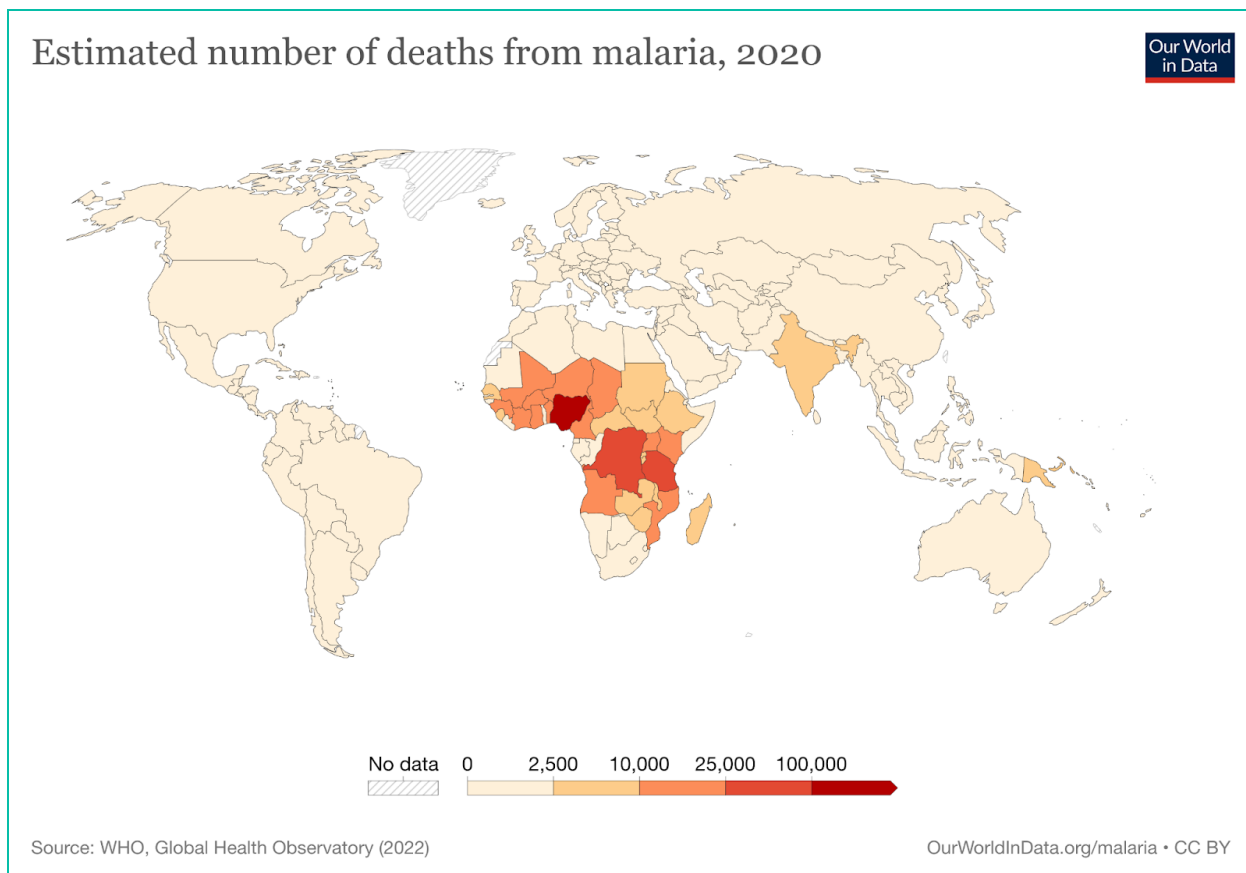 Estimated number of deaths from malaria, 2020
Our World
in Data
No data 0 2,500 10,000 25,000 100,000
Source: WHO, Global Health Observatory (2022)
OurWorldInData.org/malaria • CC BY